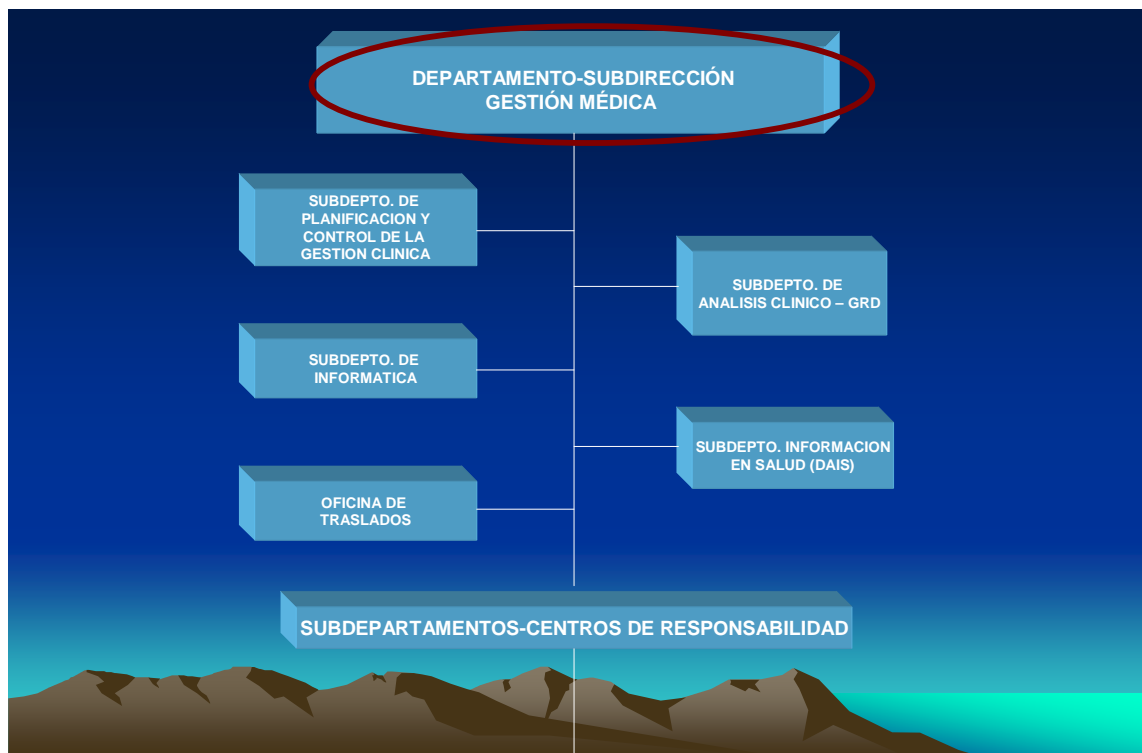 DEPARTAMENTO-SUBDIRECCIÓN
GESTIÓN MÉDICA
SUBDEPTO. DE
PLANIFICACION Y
CONTROL DE LA
GESTION CLINICA
SUBDEPTO. DE
ANALISIS CLINICO – GRD
SUBDEPTO. DE
INFORMATICA
SUBDEPTO. INFORMACION
EN SALUD (DAIS)
OFICINA DE
TRASLADOS
SUBDEPARTAMENTOS-CENTROS DE RESPONSABILIDAD